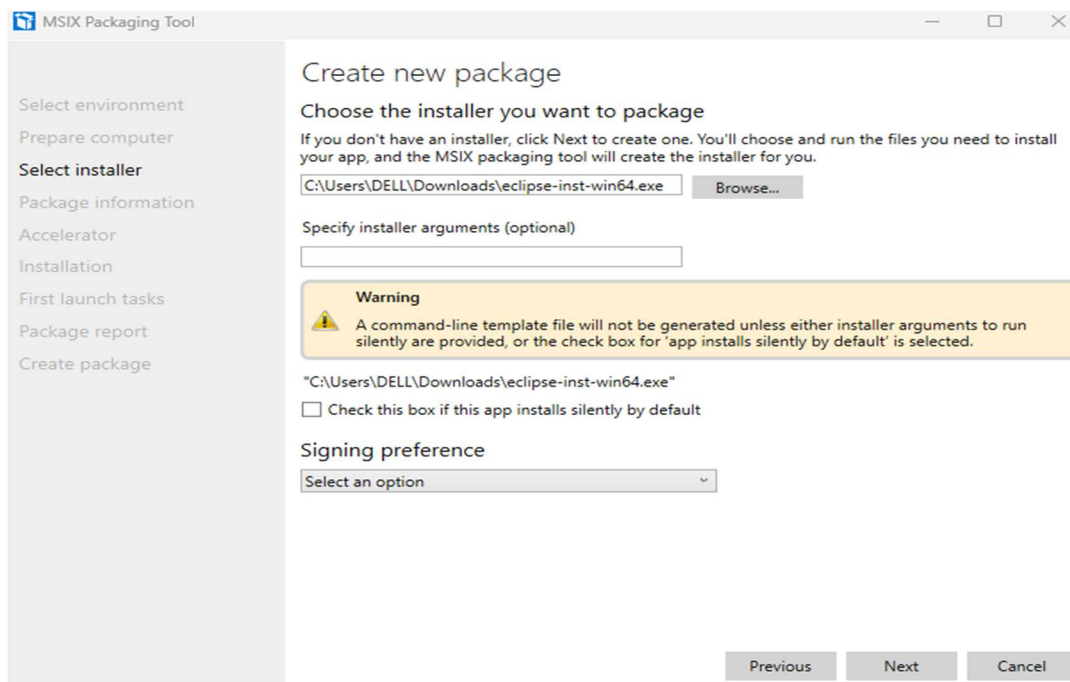 MSIX Packaging Tool
Select environment
Prepare computer
Select installer
Package information
Accelerator
Installation
First launch tasks
Package report
Create package
Create new package
Choose the installer you want to package
If you don't have an installer, click Next to create one. You'll choose and run the files you need to install
your app, and the MSIX packaging tool will create the installer for you.
C:\Users\DELL\Downloads\eclipse-inst-win64.exe
Browse...
Specify installer arguments (optional)
Warning
A command-line template file will not be generated unless either installer arguments to run
silently are provided, or the check box for 'app installs silently by default' is selected.
"C:\Users\DELL\Downloads\eclipse-inst-win64.exe"
Check this box if this app installs silently by default
Signing preference
Select an option
Previous
Next
Cancel